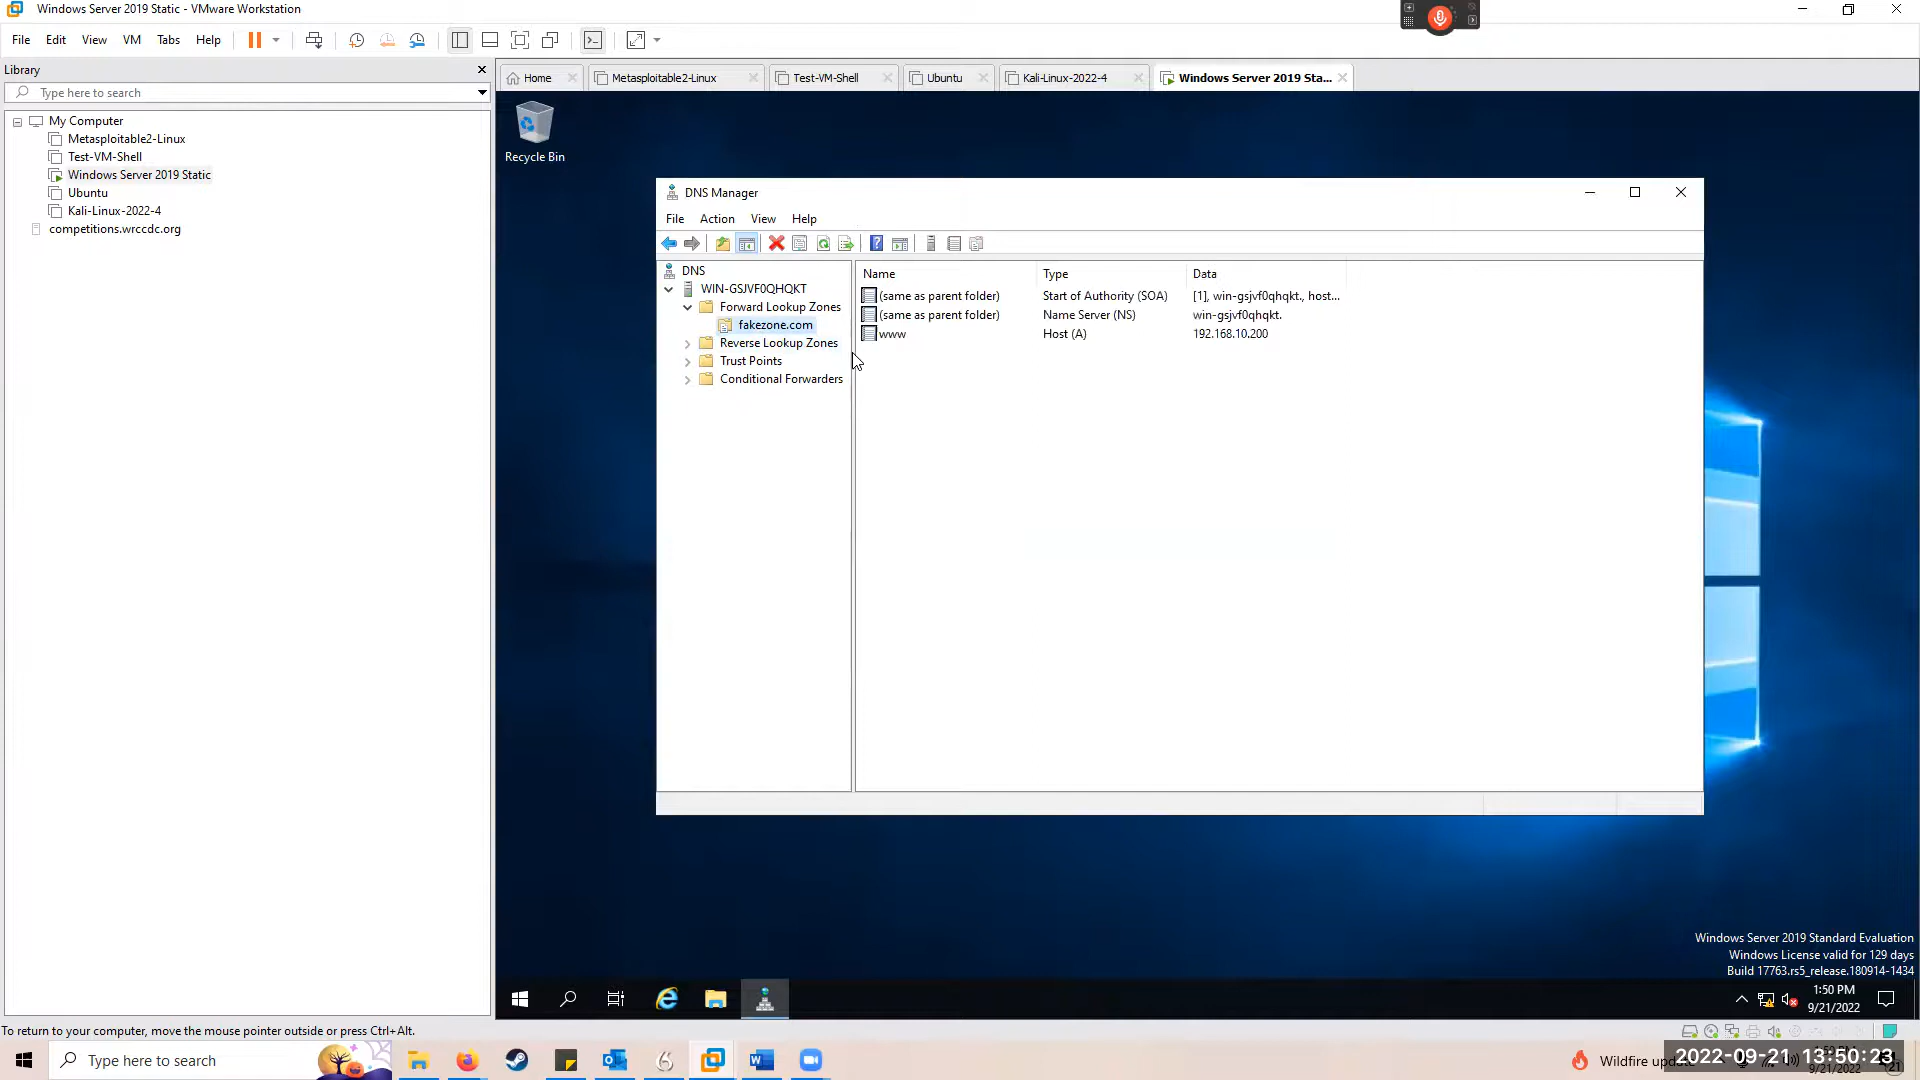 Windows Server 2019 Static - VMware Workstation
File Edit View VM Tabs Help
Library
Type here to search
My Computer
Metasploitable2-Linux
Test-VM-Shell
Windows Server 2019 Static
Ubuntu
Kali-Linux-2022-4
competitions.wrccdc.org
Home Metasploitable2-Linux Test-VM-Shell Ubuntu Kali-Linux-2022-4 Windows Server 2019 Sta...
Recycle Bin
DNS Manager
File Action View Help
DNS
WIN-GSJVF0QHQKT
Forward Lookup Zones
fakezone.com
Reverse Lookup Zones
Trust Points
Conditional Forwarders
Name Type Data
(same as parent folder) Start of Authority (SOA) [1], win-gsjvf0qhqkt., host...
(same as parent folder) Name Server (NS) win-gsjvf0qhqkt.
www Host (A) 192.168.10.200
Windows Server 2019 Standard Evaluation
Windows License valid for 129 days
Build 17763.rs5_release.180914-1434
1:50 PM
9/21/2022
To return to your computer, move the mouse pointer outside or press Ctrl+Alt.
Type here to search
Wildfire
2022-09-21 13:50:23
9/21/2022